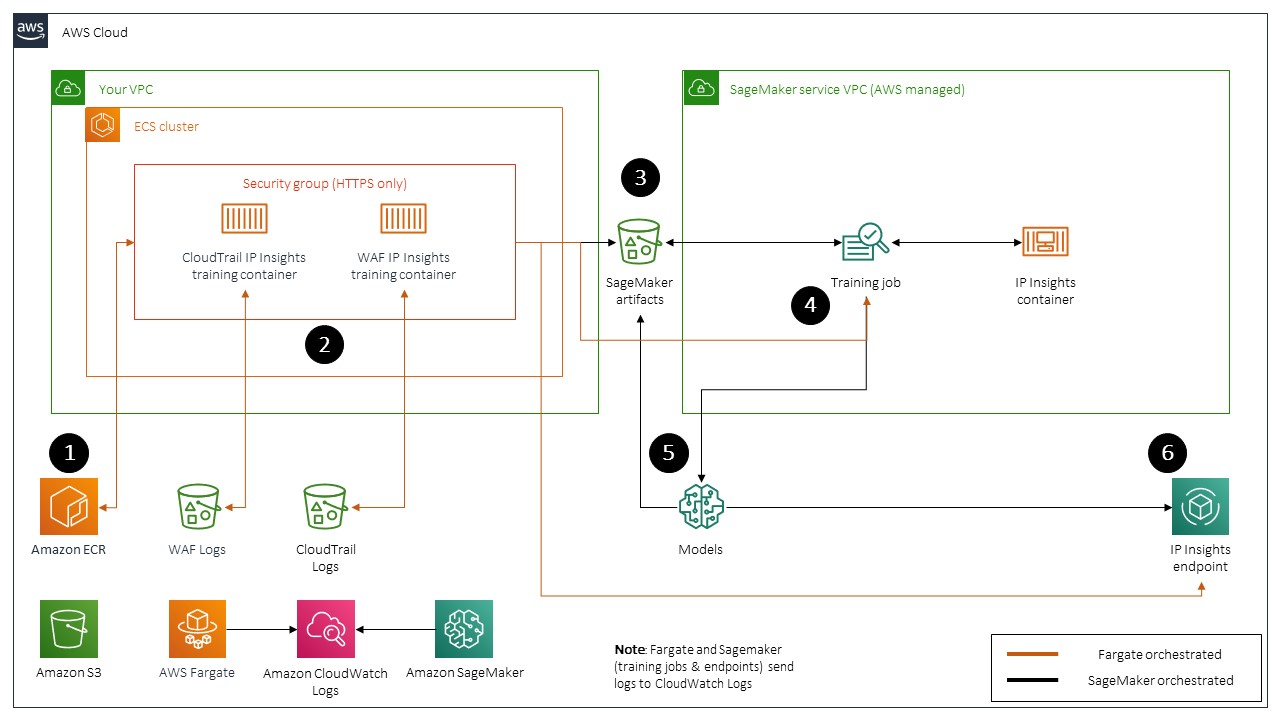 aws
AWS Cloud
Your VPC
SageMaker service VPC (AWS managed)
ECS cluster
Security group (HTTPS only)
CloudTrail IP Insights
training container
WAF IP Insights
training container
2
3
SageMaker
artifacts
4
Training job
IP Insights
container
1
Amazon ECR
WAF Logs
CloudTrail
Logs
5
Models
6
IP Insights
endpoint
Amazon S3
AWS Fargate
Amazon CloudWatch
Logs
Amazon SageMaker
Note: Fargate and Sagemaker
(training jobs & endpoints) send
logs to CloudWatch Logs
Fargate orchestrated
SageMaker orchestrated